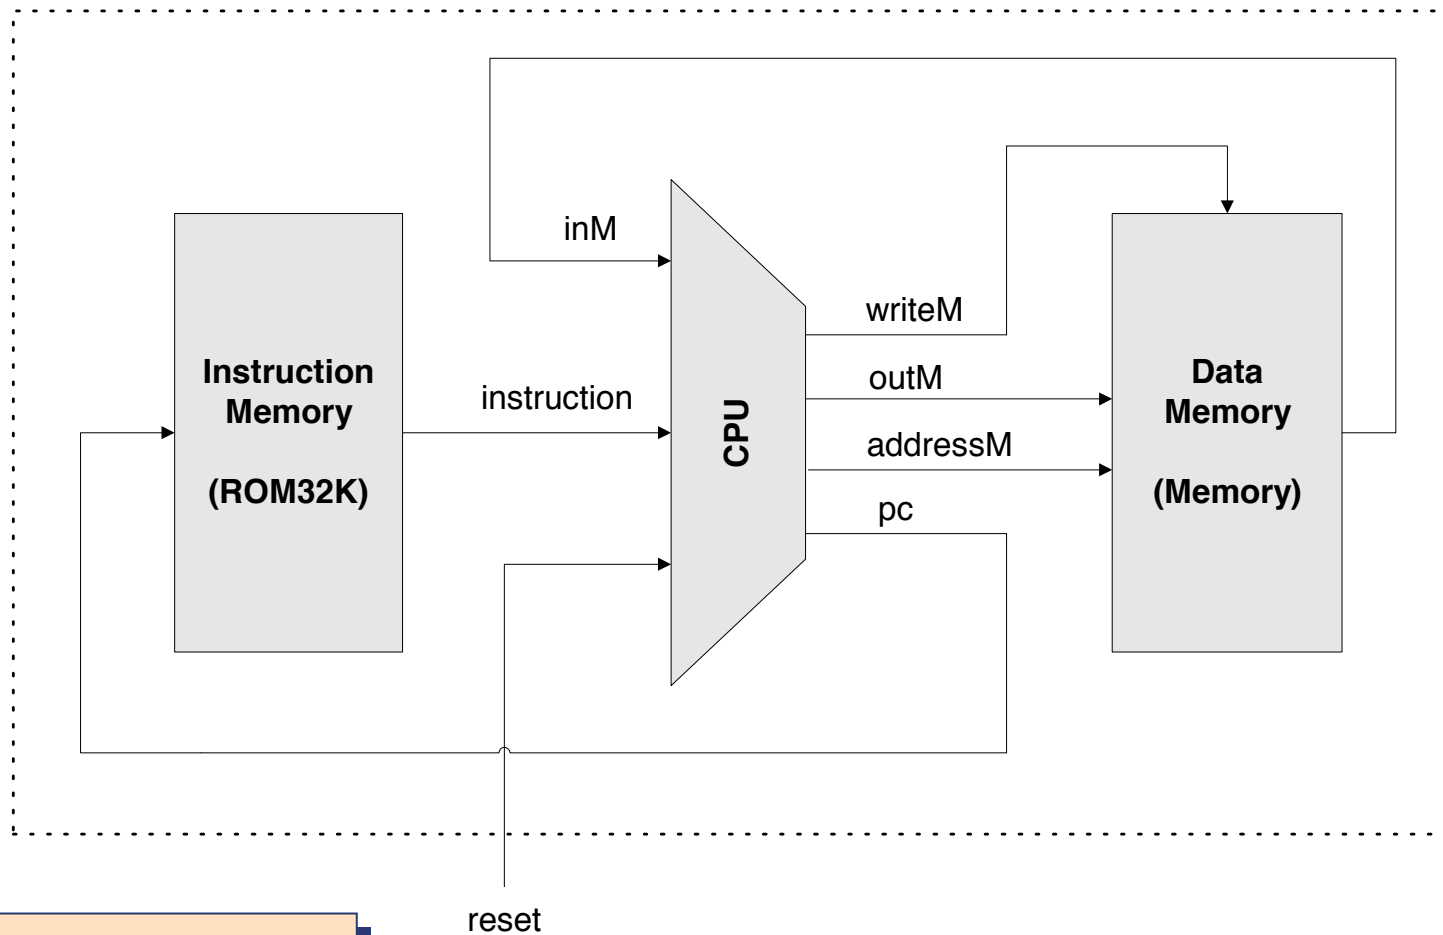 inM
writeM
Instruction
Memory
(ROM32K)
instruction
CPU
outM
addressM
pc
Data
Memory
(Memory)
reset